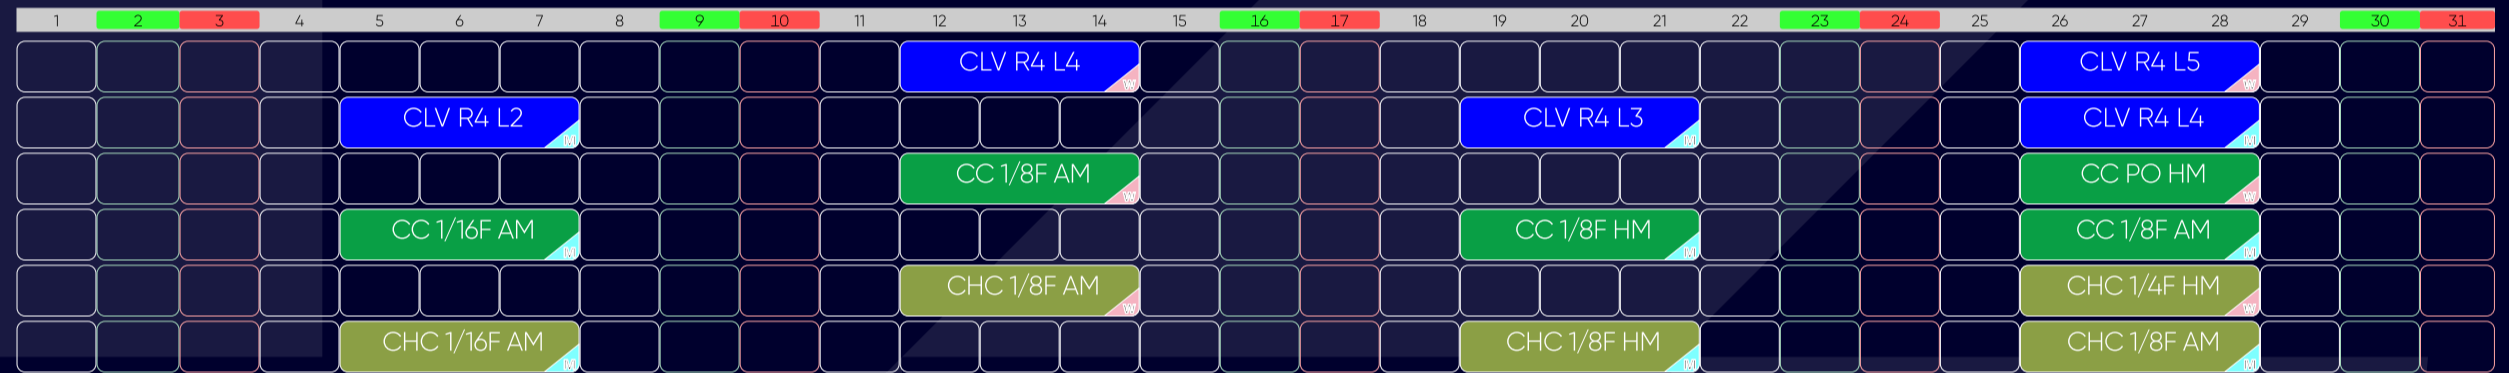 1 2 3 4 5 6 7 8 9 10 11 12 13 14 15 16 17 18 19 20 21 22 23 24 25 26 27 28 29 30 31
CLV R4 L4 W CLV R4 L5 W
CLV R4 L2 M CLV R4 L3 M CLV R4 L4 M
CC 1/8F AM W CC PO HM W
CC 1/16F AM M CC 1/8F HM M CC 1/8F AM M
CHC 1/8F AM W CHC 1/4F HM W
CHC 1/16F AM M CHC 1/8F HM M CHC 1/8F AM M